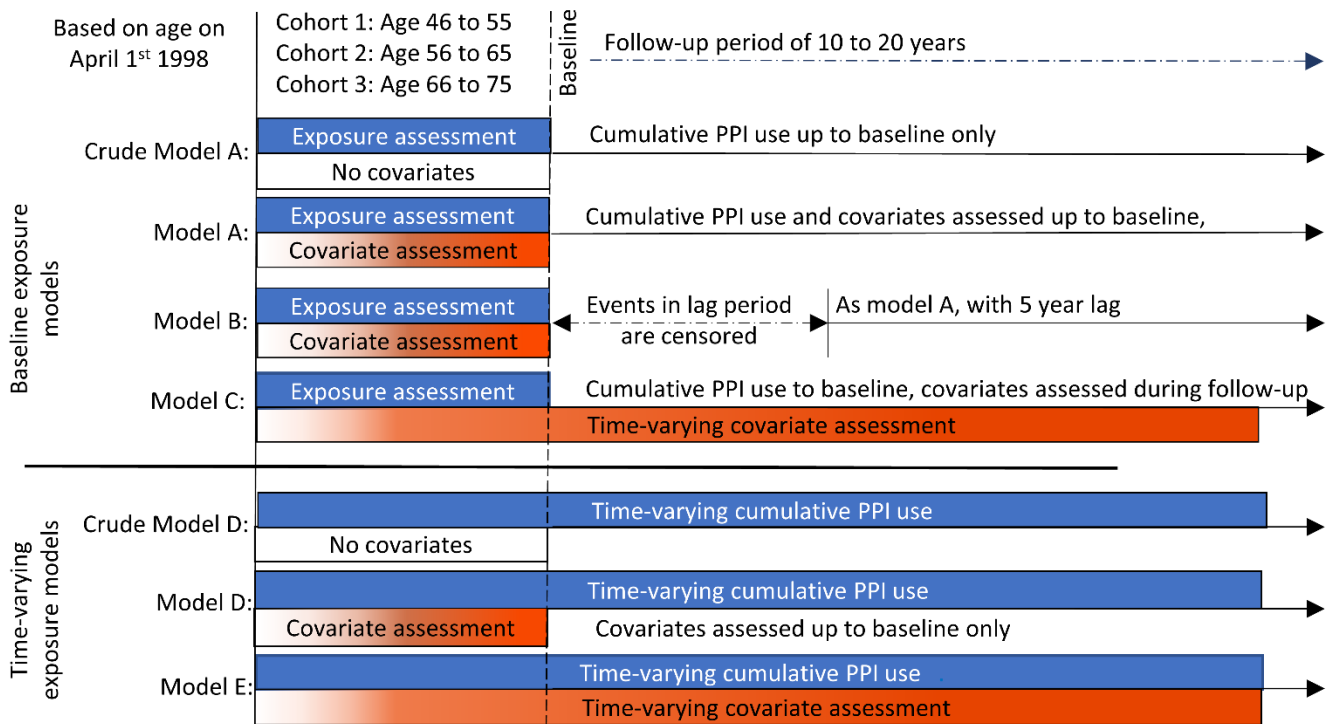 Based on age on
April 1st 1998
Cohort 1: Age 46 to 55
Cohort 2: Age 56 to 65
Cohort 3: Age 66 to 75
Baseline
Follow-up period of 10 to 20 years
Baseline exposure
models
Crude Model A:
Exposure assessment
No covariates
Cumulative PPI use up to baseline only
Model A:
Exposure assessment
Covariate assessment
Cumulative PPI use and covariates assessed up to baseline,
Model B:
Exposure assessment
Covariate assessment
Events in lag period
are censored
As model A, with 5 year lag
Model C:
Exposure assessment
Cumulative PPI use to baseline, covariates assessed during follow-up
Time-varying covariate assessment
Time-varying
exposure models
Crude Model D:
Time-varying cumulative PPI use
No covariates
Model D:
Time-varying cumulative PPI use
Covariate assessment
Covariates assessed up to baseline only
Model E:
Time-varying cumulative PPI use
Time-varying covariate assessment